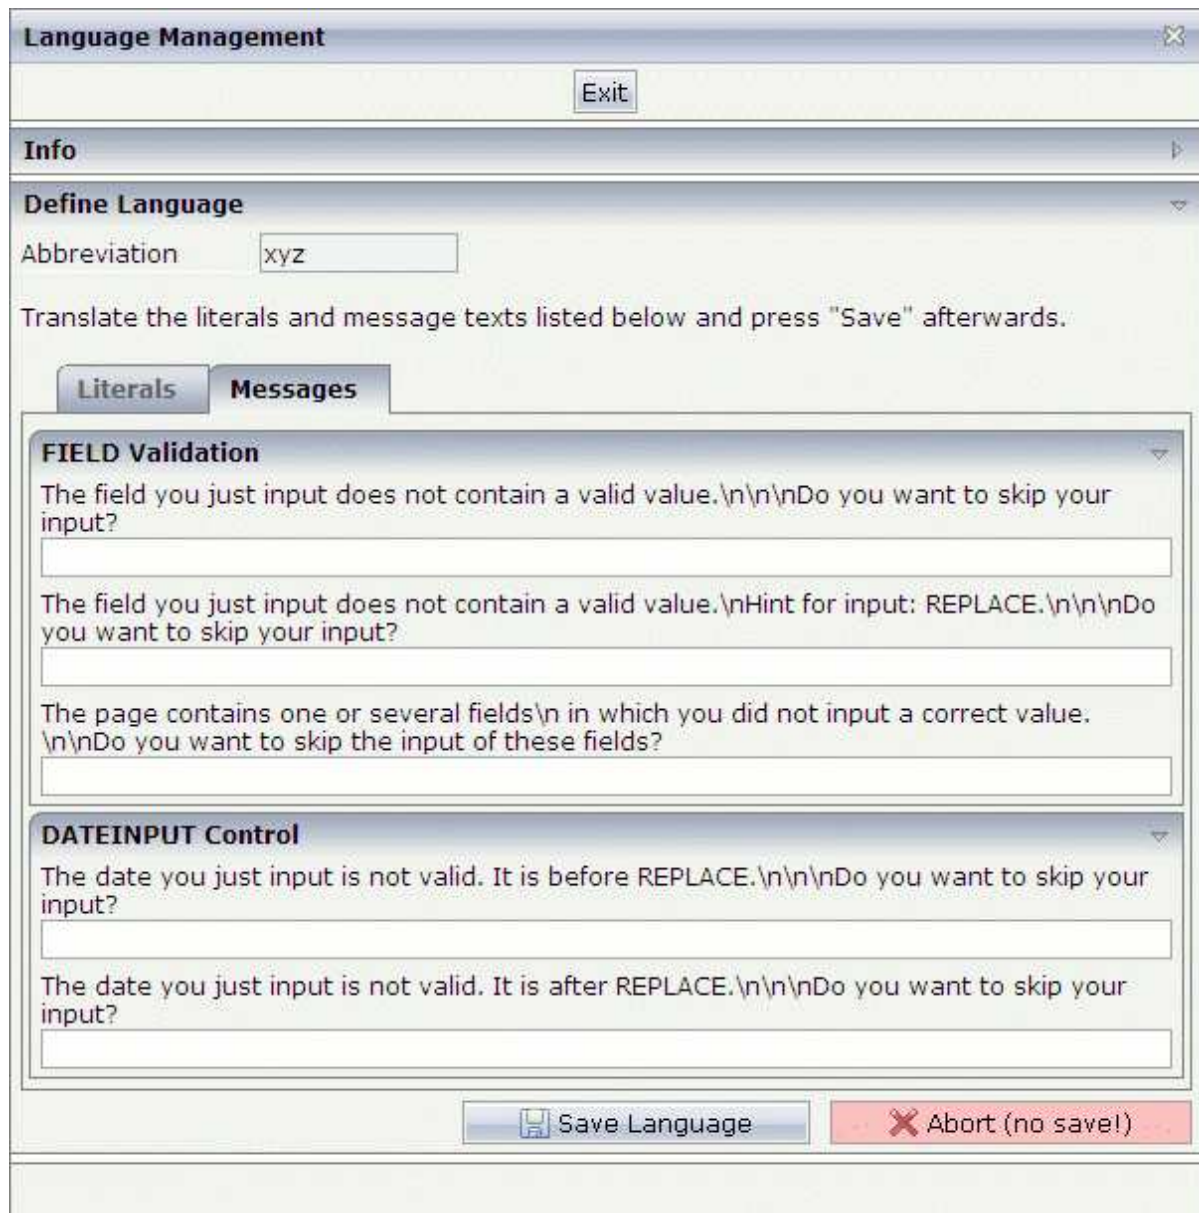 Language Management
Exit
Info
Define Language
Abbreviation xyz
Translate the literals and message texts listed below and press "Save" afterwards.
Literals Messages
FIELD Validation
The field you just input does not contain a valid value.\n\n\nDo you want to skip your
input?
The field you just input does not contain a valid value.\nHint for input: REPLACE.\n\n\nDo
you want to skip your input?
The page contains one or several fields\n in which you did not input a correct value.
\n\nDo you want to skip the input of these fields?
DATEINPUT Control
The date you just input is not valid. It is before REPLACE.\n\n\nDo you want to skip your
input?
The date you just input is not valid. It is after REPLACE.\n\n\nDo you want to skip your
input?
Save Language Abort (no save!)